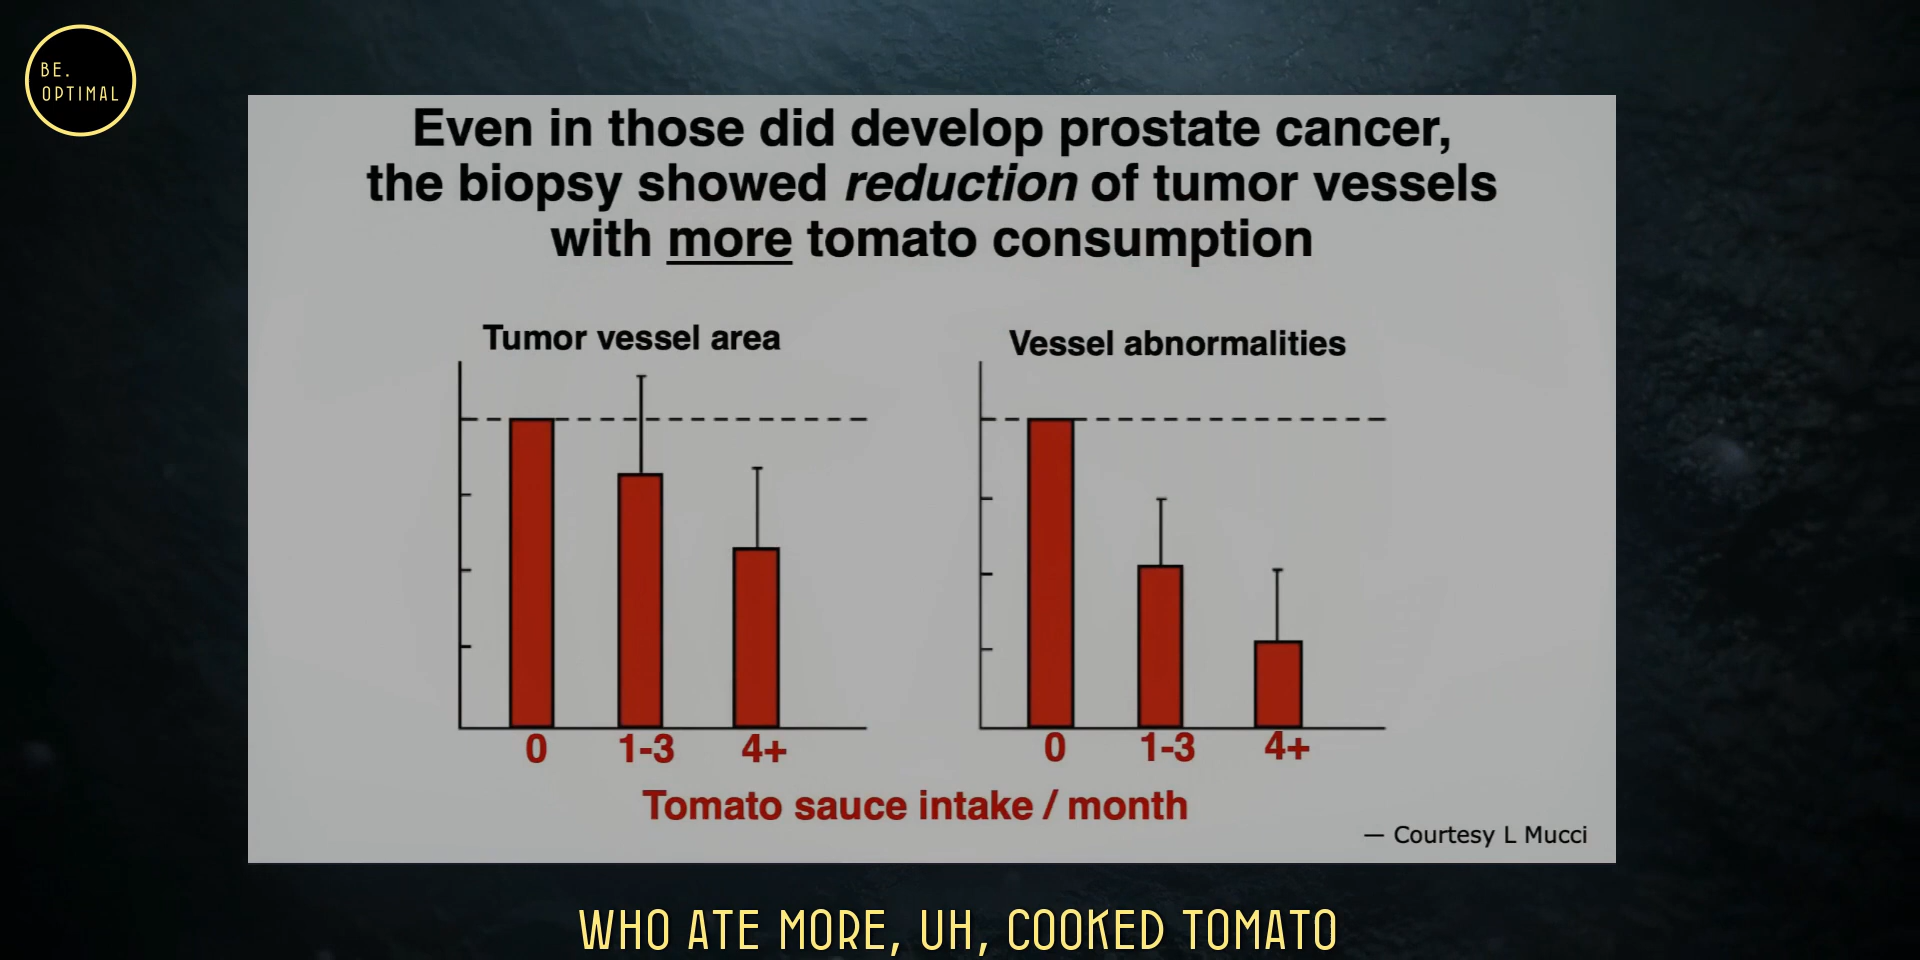 BE.
OPTIMAL
Even in those did develop prostate cancer,
the biopsy showed reduction of tumor vessels
with more tomato consumption
Tumor vessel area
Vessel abnormalities
0 1-3 4+
0 1-3 4+
Tomato sauce intake / month
— Courtesy L Mucci
WHO ATE MORE, UH, COOKED TOMATO